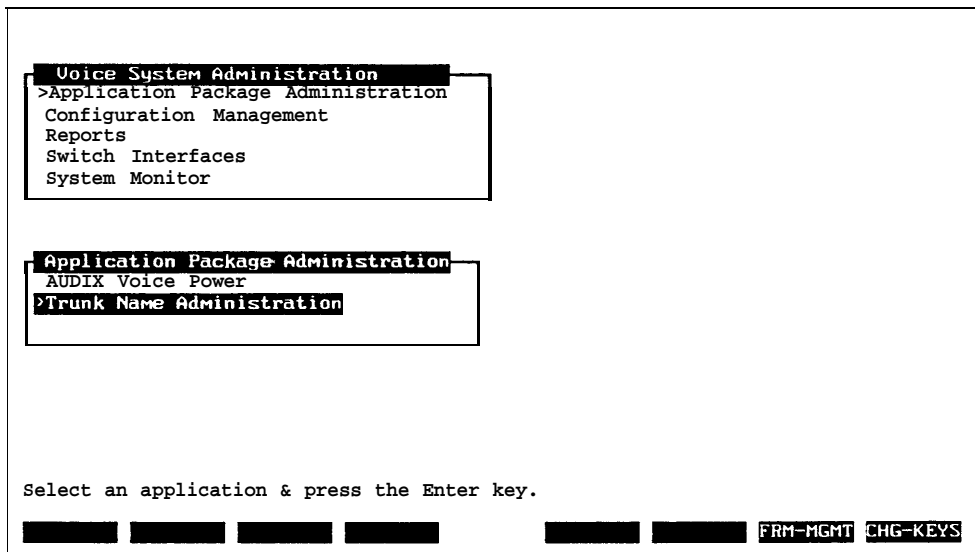 Voice System Administration
>Application Package Administration
Configuration Management
Reports
Switch Interfaces
System Monitor
Application Package Administration
AUDIX Voice Power
>Trunk Name Administration
Select an application & press the Enter key.
FRM-MGMT CHG-KEYS